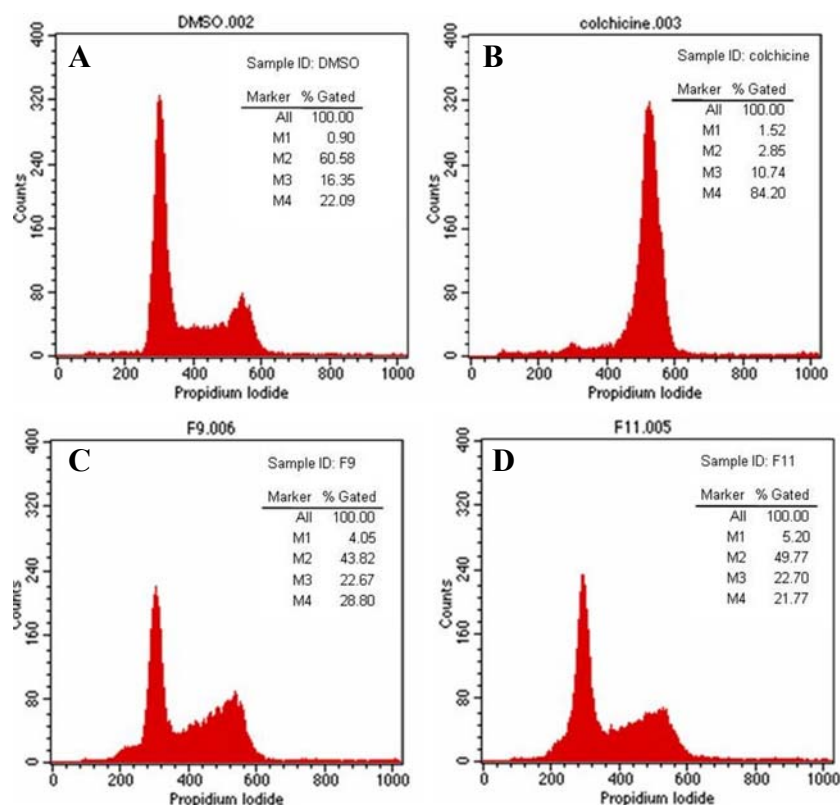 DMSO.002
A
Sample ID: DMSO
Marker % Gated
All 100.00
M1 0.90
M2 60.58
M3 16.35
M4 22.09
Counts
400
320
240
160
80
0
0 200 400 600 800 1000
Propidium Iodide
colchicine.003
B
Sample ID: colchicine
Marker % Gated
All 100.00
M1 1.52
M2 2.85
M3 10.74
M4 84.20
Counts
400
320
240
160
80
0
0 200 400 600 800 1000
Propidium Iodide
F9.006
C
Sample ID: F9
Marker % Gated
All 100.00
M1 4.05
M2 43.82
M3 22.67
M4 28.80
Counts
400
320
240
160
80
0
0 200 400 600 800 1000
Propidium Iodide
F11.005
D
Sample ID: F11
Marker % Gated
All 100.00
M1 5.20
M2 49.77
M3 22.70
M4 21.77
Counts
400
320
240
160
80
0
0 200 400 600 800 1000
Propidium Iodide